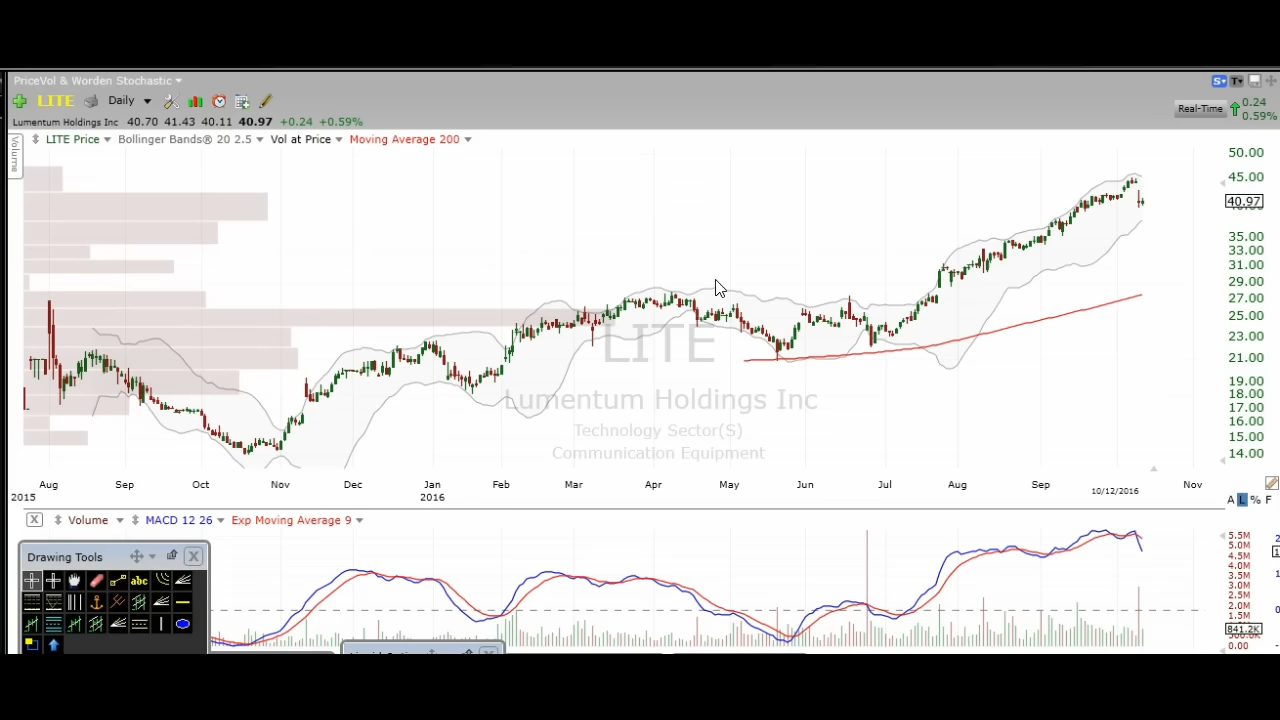 PriceVol & Worden Stochastic
LITE Daily
Lumentum Holdings Inc 40.70 41.43 40.11 40.97 +0.24 +0.59%
Real-Time 0.24
0.59%
Volume
LITE Price Bollinger Bands® 20 2.5 Vol at Price Moving Average 200
50.00
45.00
40.97
35.00
33.00
31.00
29.00
27.00
25.00
23.00
21.00
19.00
18.00
17.00
16.00
15.00
14.00
LITE
Lumentum Holdings Inc
Technology Sector(S)
Communication Equipment
Aug Sep Oct Nov Dec Jan Feb Mar Apr May Jun Jul Aug Sep 10/12/2016 Nov
2015 2016
A L % F
X Volume MACD 12 26 Exp Moving Average 9
Drawing Tools X
abc
5.5M
5.0M
4.5M
4.0M
3.5M
3.0M
2.5M
2.0M
1.5M
841.2K
0.00